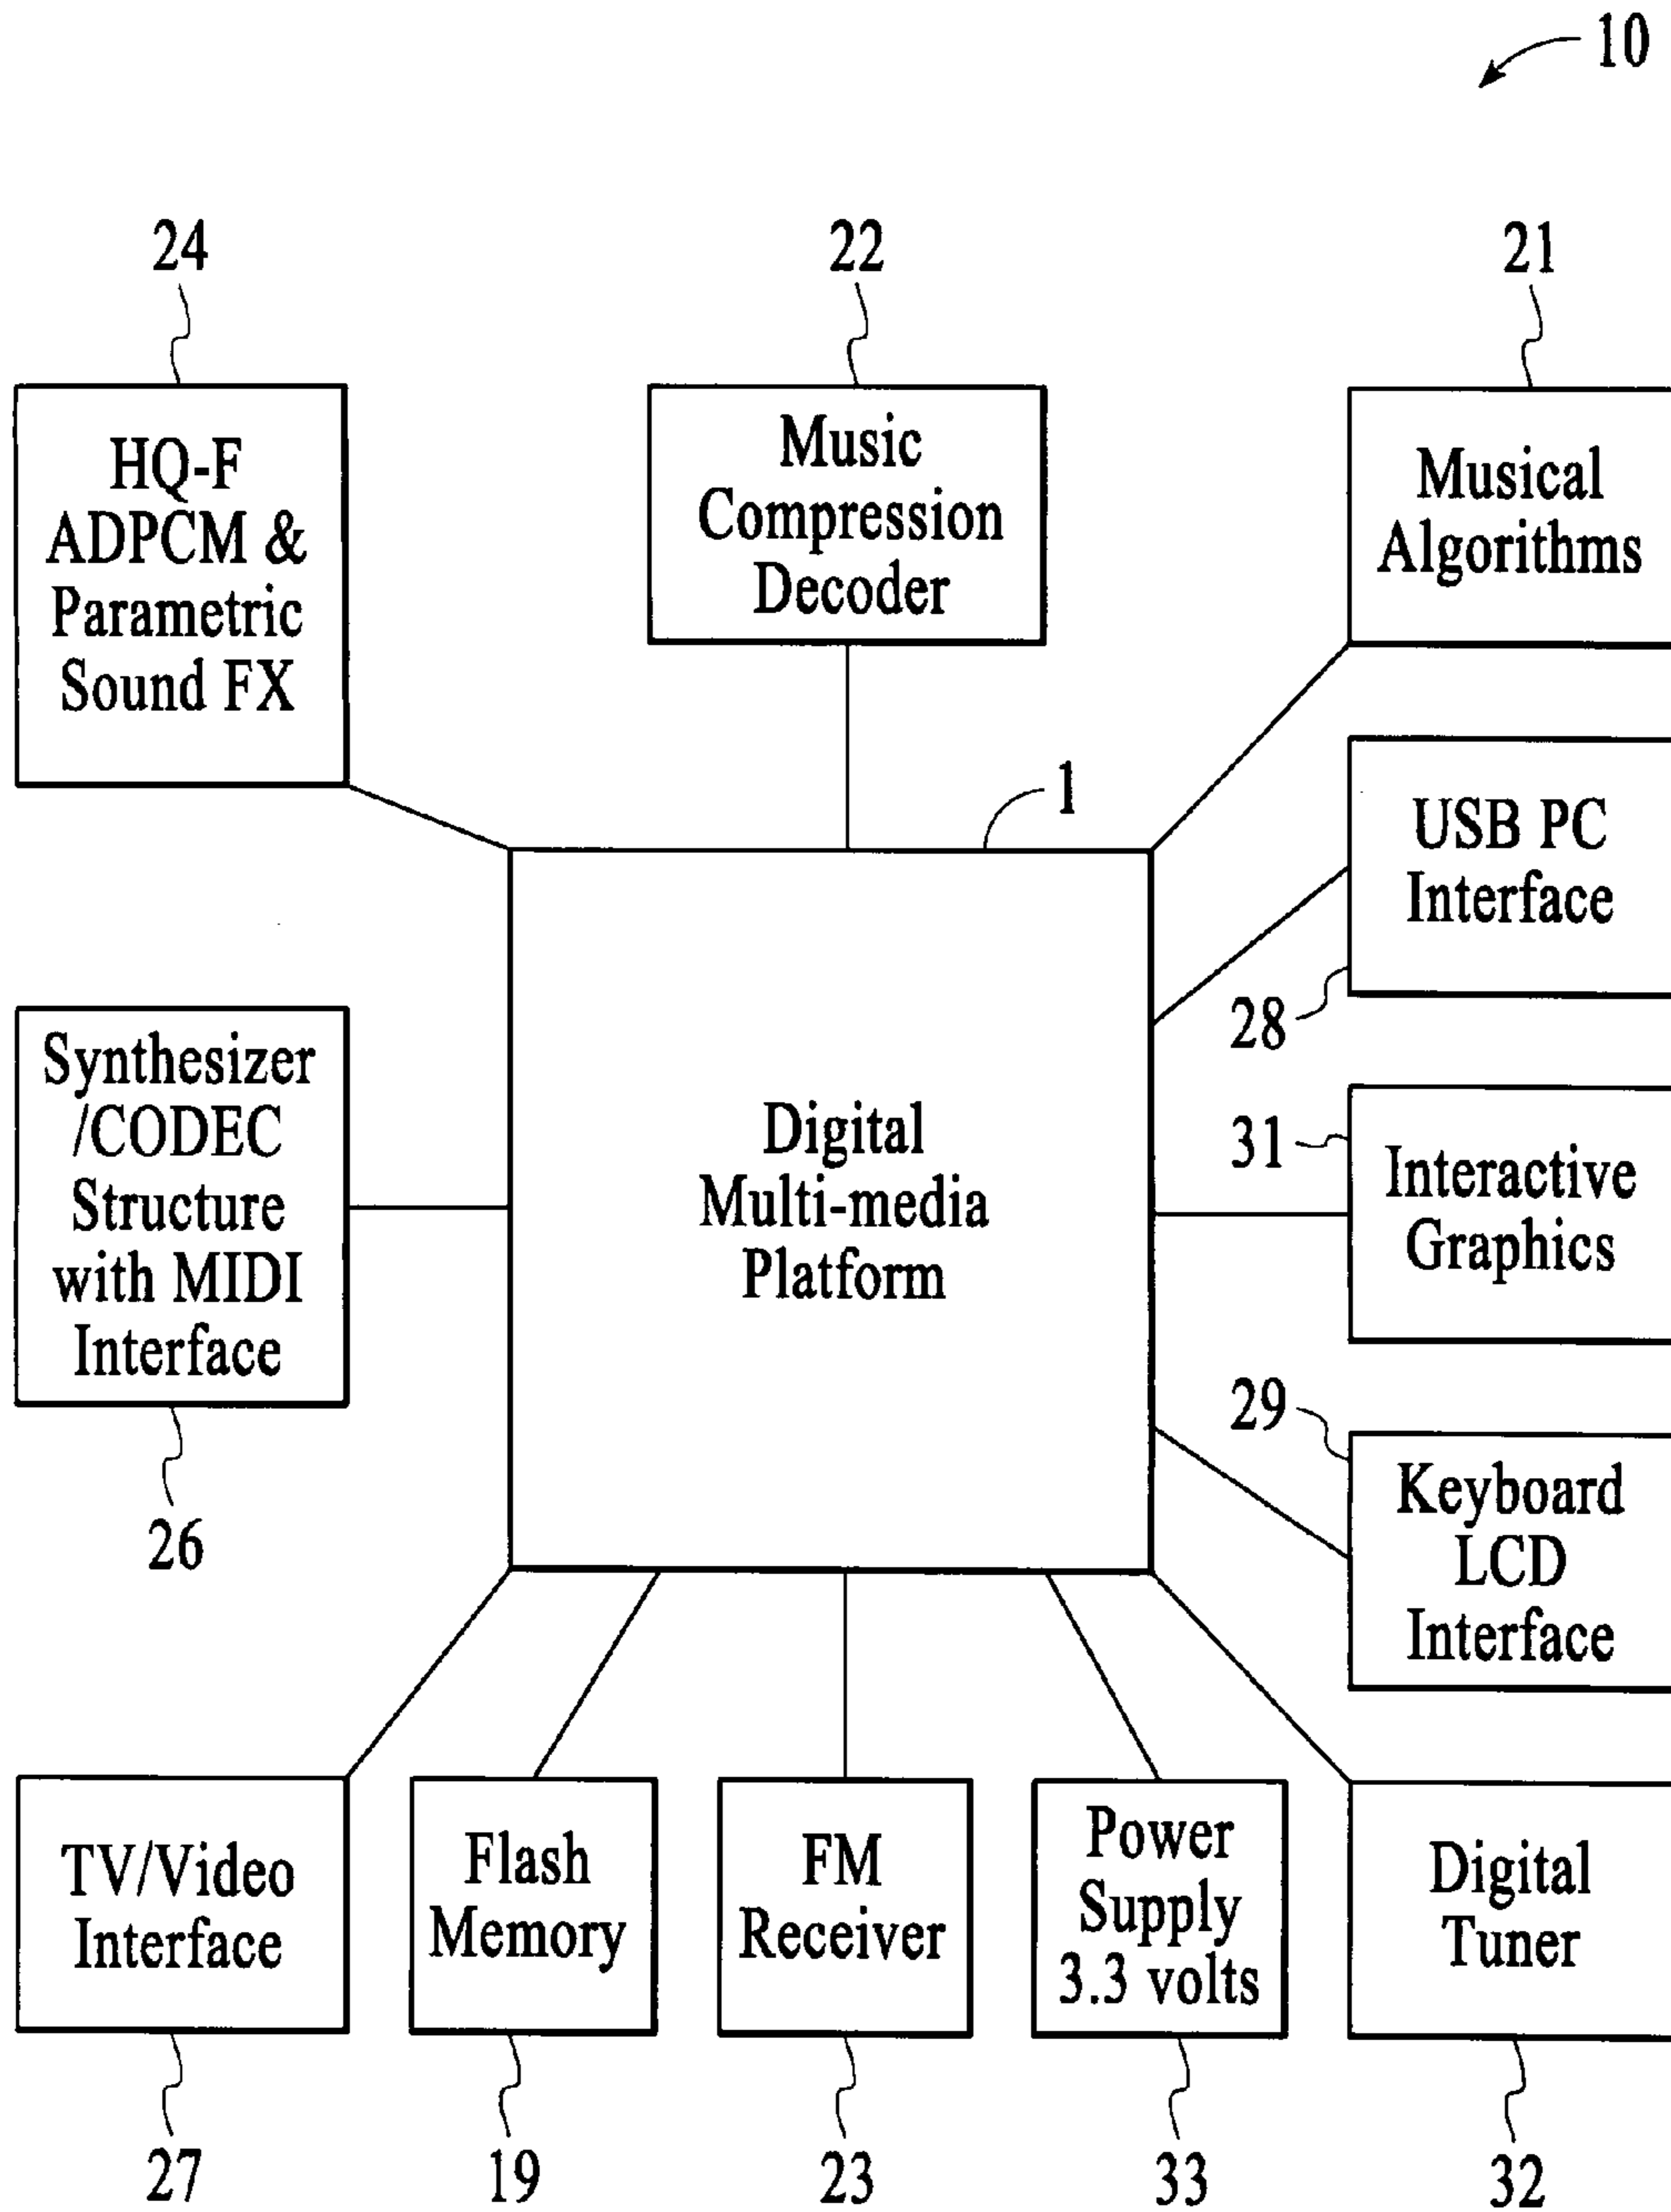 10
24
22
21
HQ-F
ADPCM &
Parametric
Sound FX
Music
Compression
Decoder
Musical
Algorithms
1
USB PC
Interface
28
Synthesizer
/CODEC
Structure
with MIDI
Interface
26
Digital
Multi-media
Platform
31
Interactive
Graphics
29
Keyboard
LCD
Interface
TV/Video
Interface
Flash
Memory
FM
Receiver
Power
Supply
3.3 volts
Digital
Tuner
27
19
23
33
32